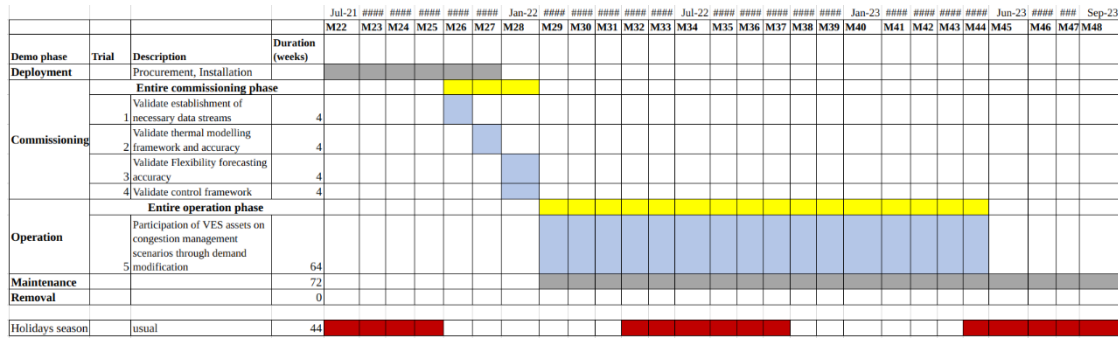 Jul-21 #### #### #### #### #### Jan-22 #### #### #### #### #### Jul-22 #### #### #### #### #### Jan-23 #### #### #### #### Jun-23 #### ### Sep-23
M22 M23 M24 M25 M26 M27 M28 M29 M30 M31 M32 M33 M34 M35 M36 M37 M38 M39 M40 M41 M42 M43 M44 M45 M46 M47 M48
Demo phase Trial Description Duration (weeks)
Deployment Procurement, Installation
Entire commissioning phase
Commissioning
1 Validate establishment of
necessary data streams 4
2 Validate thermal modelling
framework and accuracy 4
3 Validate Flexibility forecasting
accuracy 4
4 Validate control framework 4
Entire operation phase
Operation
5 Participation of VES assets on
congestion management
scenarios through demand
modification 64
Maintenance 72
Removal 0
Holidays season usual 44